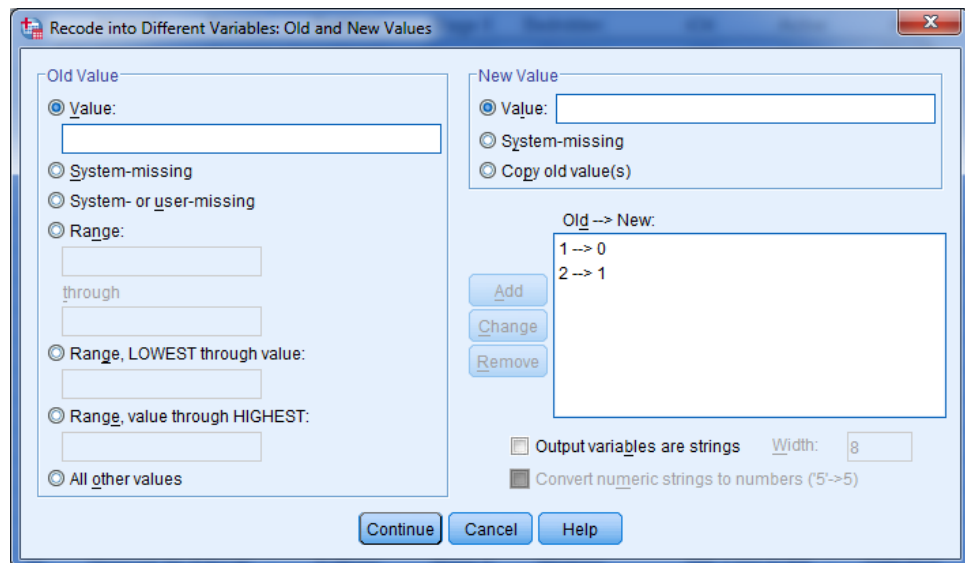 Recode into Different Variables: Old and New Values
Old Value
Value:
System-missing
System- or user-missing
Range:
through
Range, LOWEST through value:
Range, value through HIGHEST:
All other values
New Value
Value:
System-missing
Copy old value(s)
Old --> New:
1 --> 0
2 --> 1
Add
Change
Remove
Output variables are strings Width: 8
Convert numeric strings to numbers ('5'->5)
Continue Cancel Help